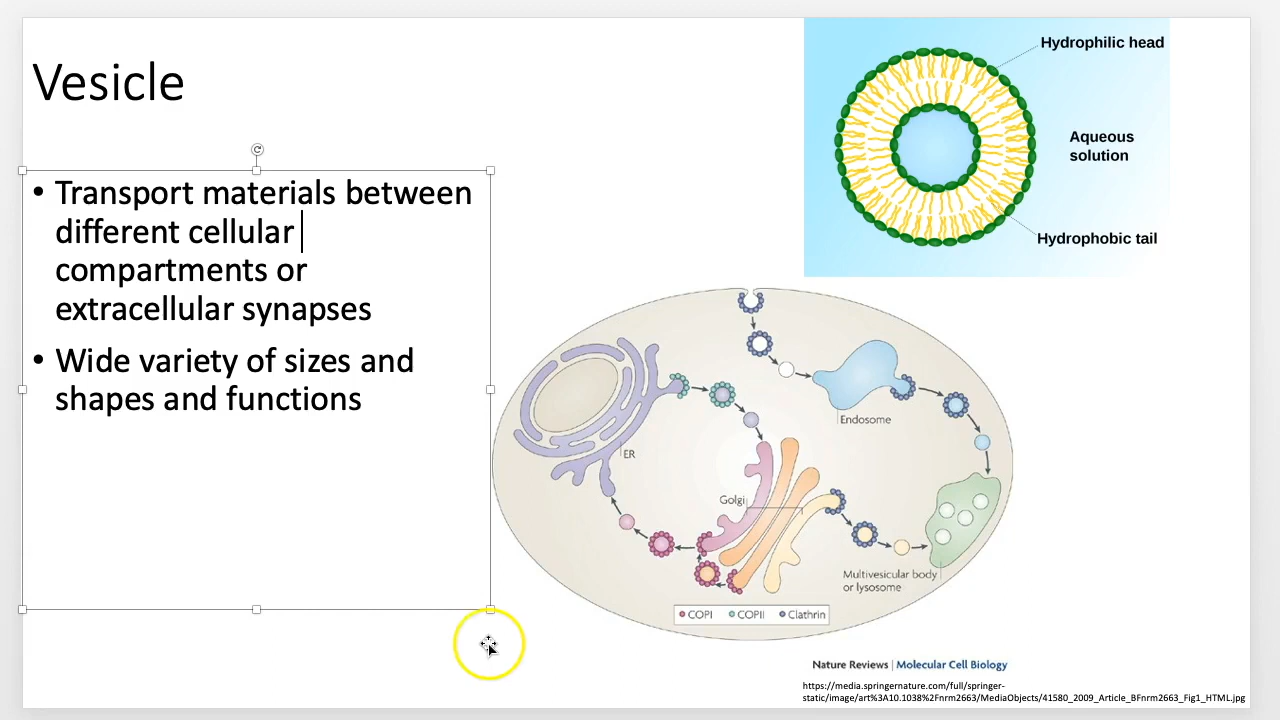 Vesicle
• Transport materials between
different cellular
compartments or
extracellular synapses
• Wide variety of sizes and
shapes and functions
Hydrophilic head
Aqueous
solution
Hydrophobic tail
Endosome
ER
Golgi
Multivesicular body
or lysosome
COPI COPII Clathrin
Nature Reviews | Molecular Cell Biology
https://media.springernature.com/full/springer-
static/image/art%3A10.1038%2Fnrm2663/MediaObjects/41580_2009_Article_BFnrm2663_Fig1_HTML.jpg